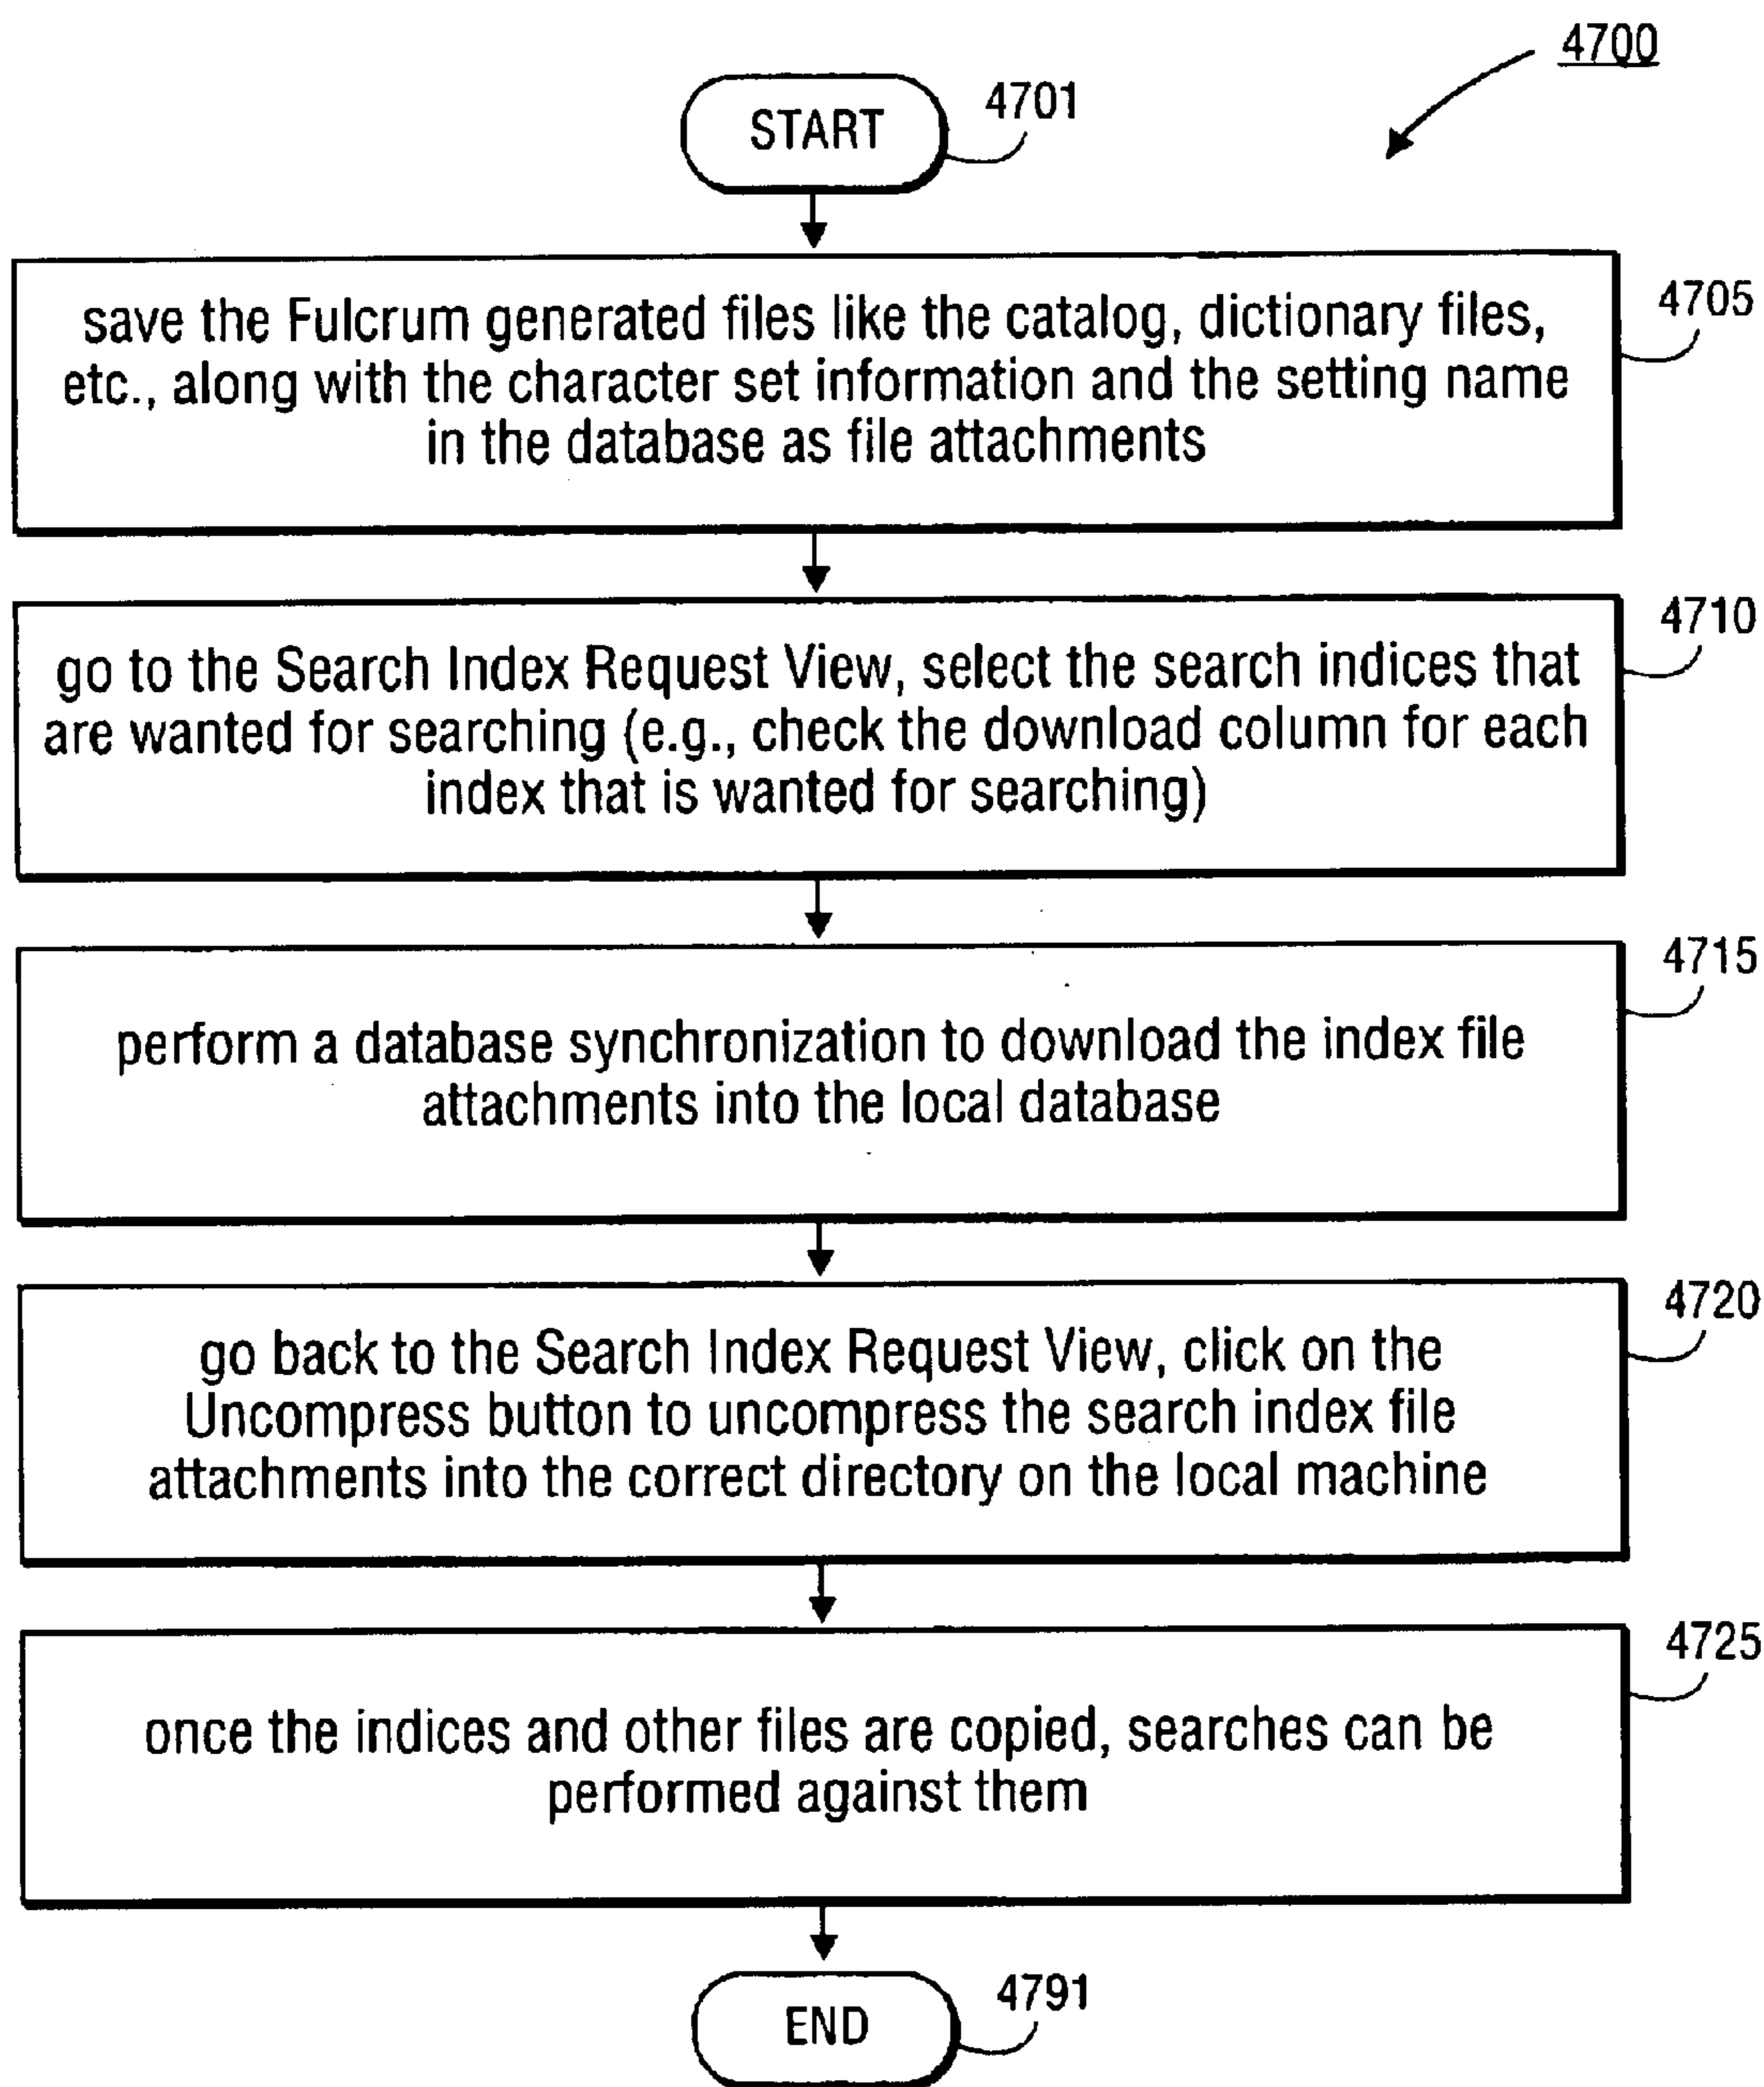 4700
START
4701
save the Fulcrum generated files like the catalog, dictionary files,
etc., along with the character set information and the setting name
in the database as file attachments
4705
go to the Search Index Request View, select the search indices that
are wanted for searching (e.g., check the download column for each
index that is wanted for searching)
4710
perform a database synchronization to download the index file
attachments into the local database
4715
go back to the Search Index Request View, click on the
Uncompress button to uncompress the search index file
attachments into the correct directory on the local machine
4720
once the indices and other files are copied, searches can be
performed against them
4725
END
4791